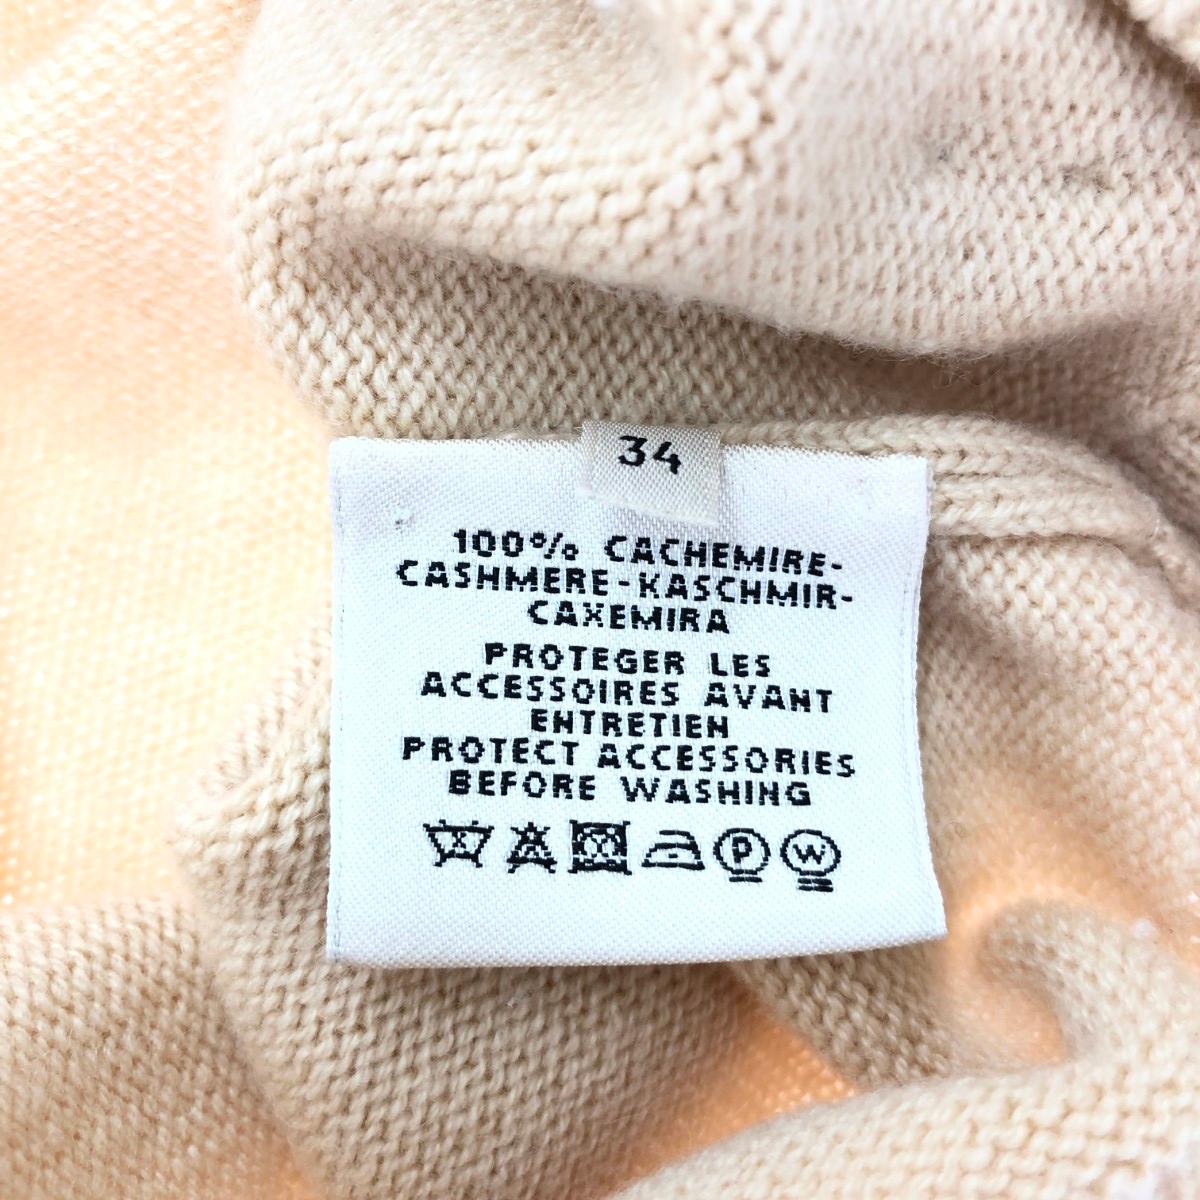 34
100% CACHEMIRE-
CASHMERE-KASCHMIR-
CAXEMIRA
PROTEGER LES
ACCESSOIRES AVANT
ENTRETIEN
PROTECT ACCESSORIES
BEFORE WASHING
P W